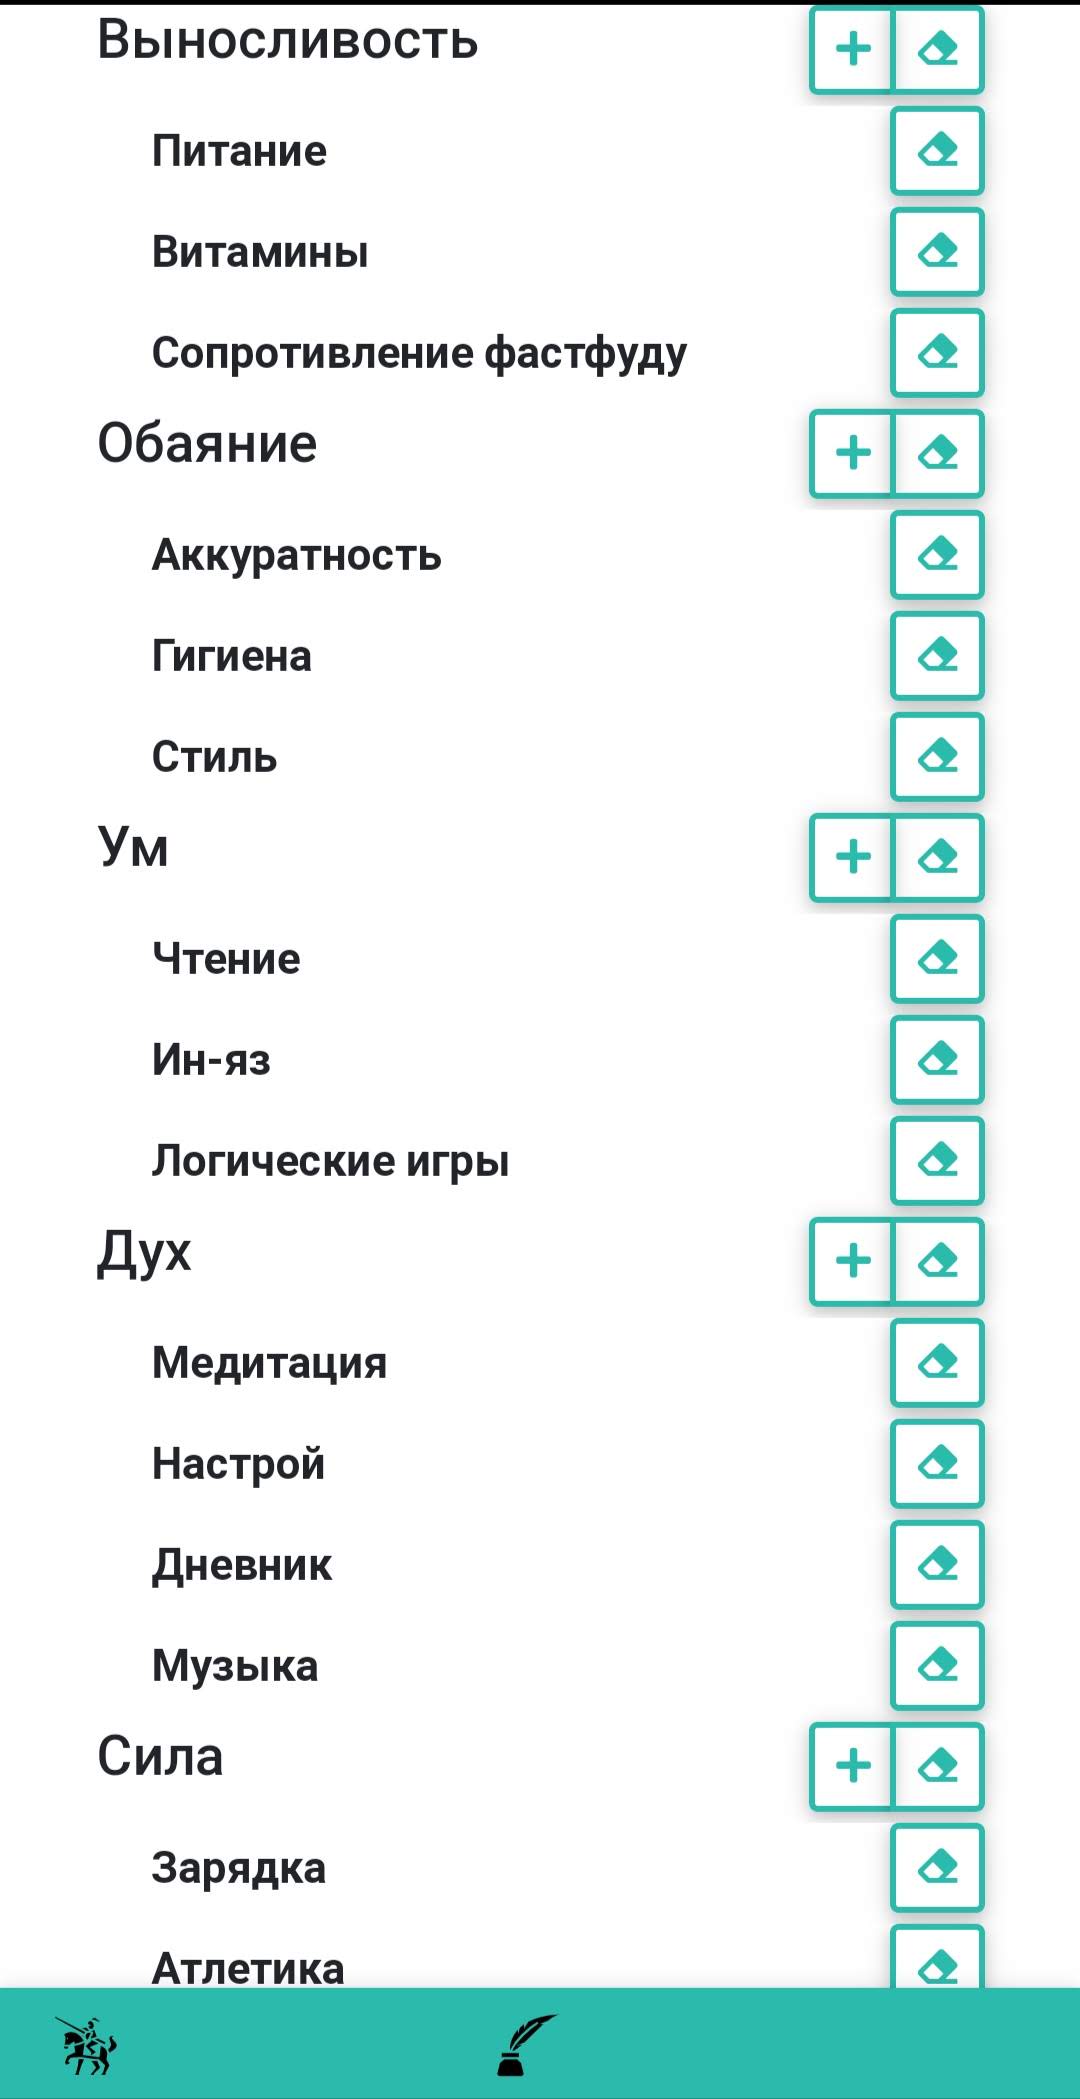 Выносливость
Питание
Витамины
Сопротивление фастфуду
Обаяние
Аккуратность
Гигиена
Стиль
Ум
Чтение
Ин-яз
Логические игры
Дух
Медитация
Настрой
Дневник
Музыка
Сила
Зарядка
Атлетика